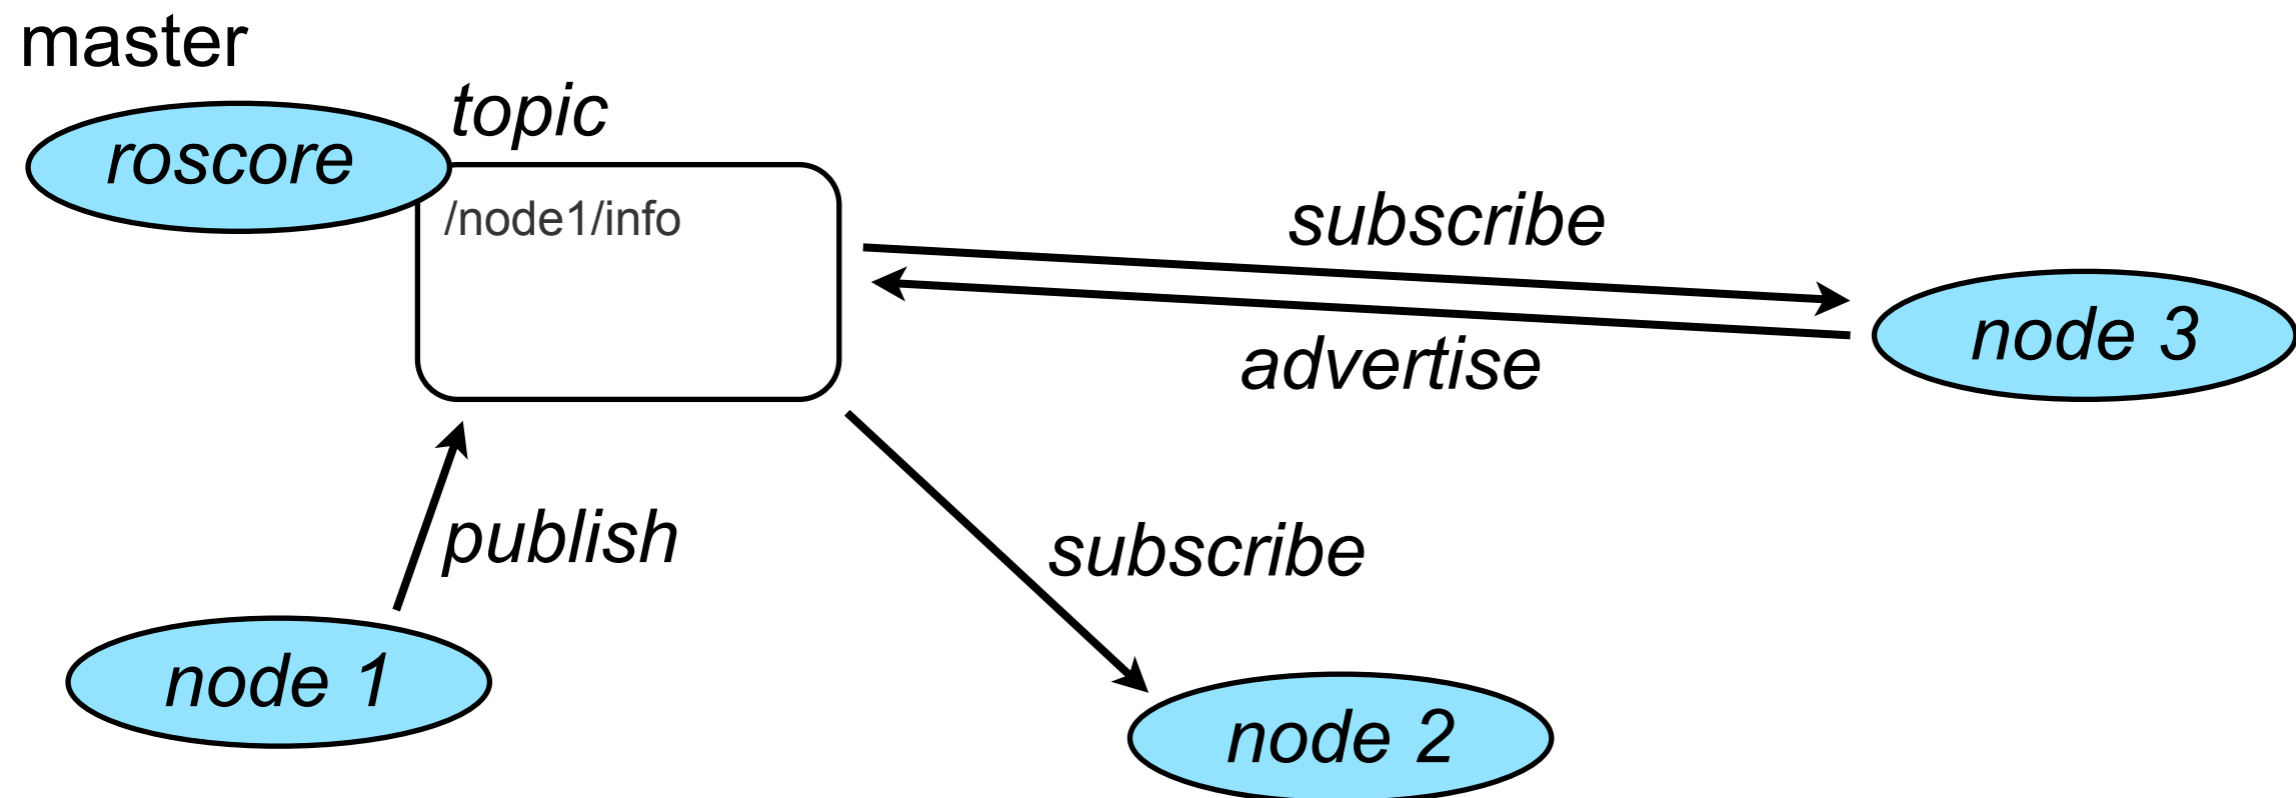 master
topic
roscore
/node1/info
subscribe
node 3
advertise
publish
subscribe
node 1
node 2